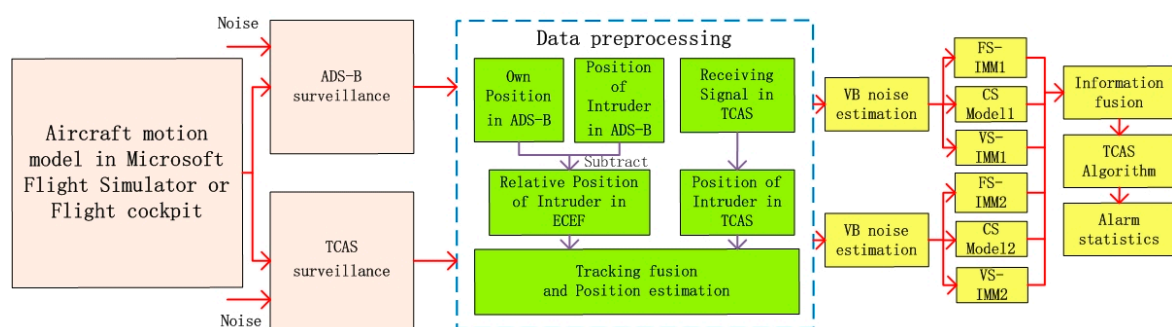 Noise
Aircraft motion
model in Microsoft
Flight Simulator or
Flight cockpit
ADS-B
surveillance
TCAS
surveillance
Noise
Data preprocessing
Own
Position
in ADS-B
Position
of
Intruder
in ADS-B
Receiving
Signal in
TCAS
Subtract
Relative Position
of Intruder in
ECEF
Position of
Intruder in
TCAS
Tracking fusion
and Position estimation
VB noise
estimation
VB noise
estimation
FS-
IMM1
CS
Model1
VS-
IMM1
FS-
IMM2
CS
Model2
VS-
IMM2
Information
fusion
TCAS
Algorithm
Alarm
statistics